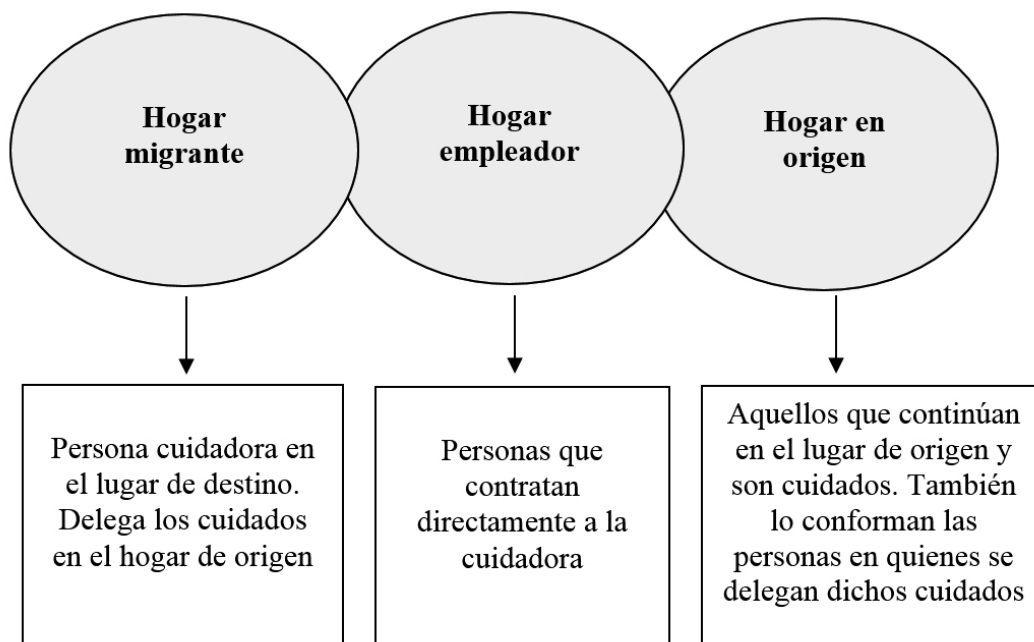 Hogar
migrante
Hogar
empleador
Hogar en
origen
Persona cuidadora en
el lugar de destino.
Delega los cuidados
en el hogar de origen
Personas que
contratan
directamente a la
cuidadora
Aquellos que continúan
en el lugar de origen y
son cuidados. También
lo conforman las
personas en quienes se
delegan dichos cuidados